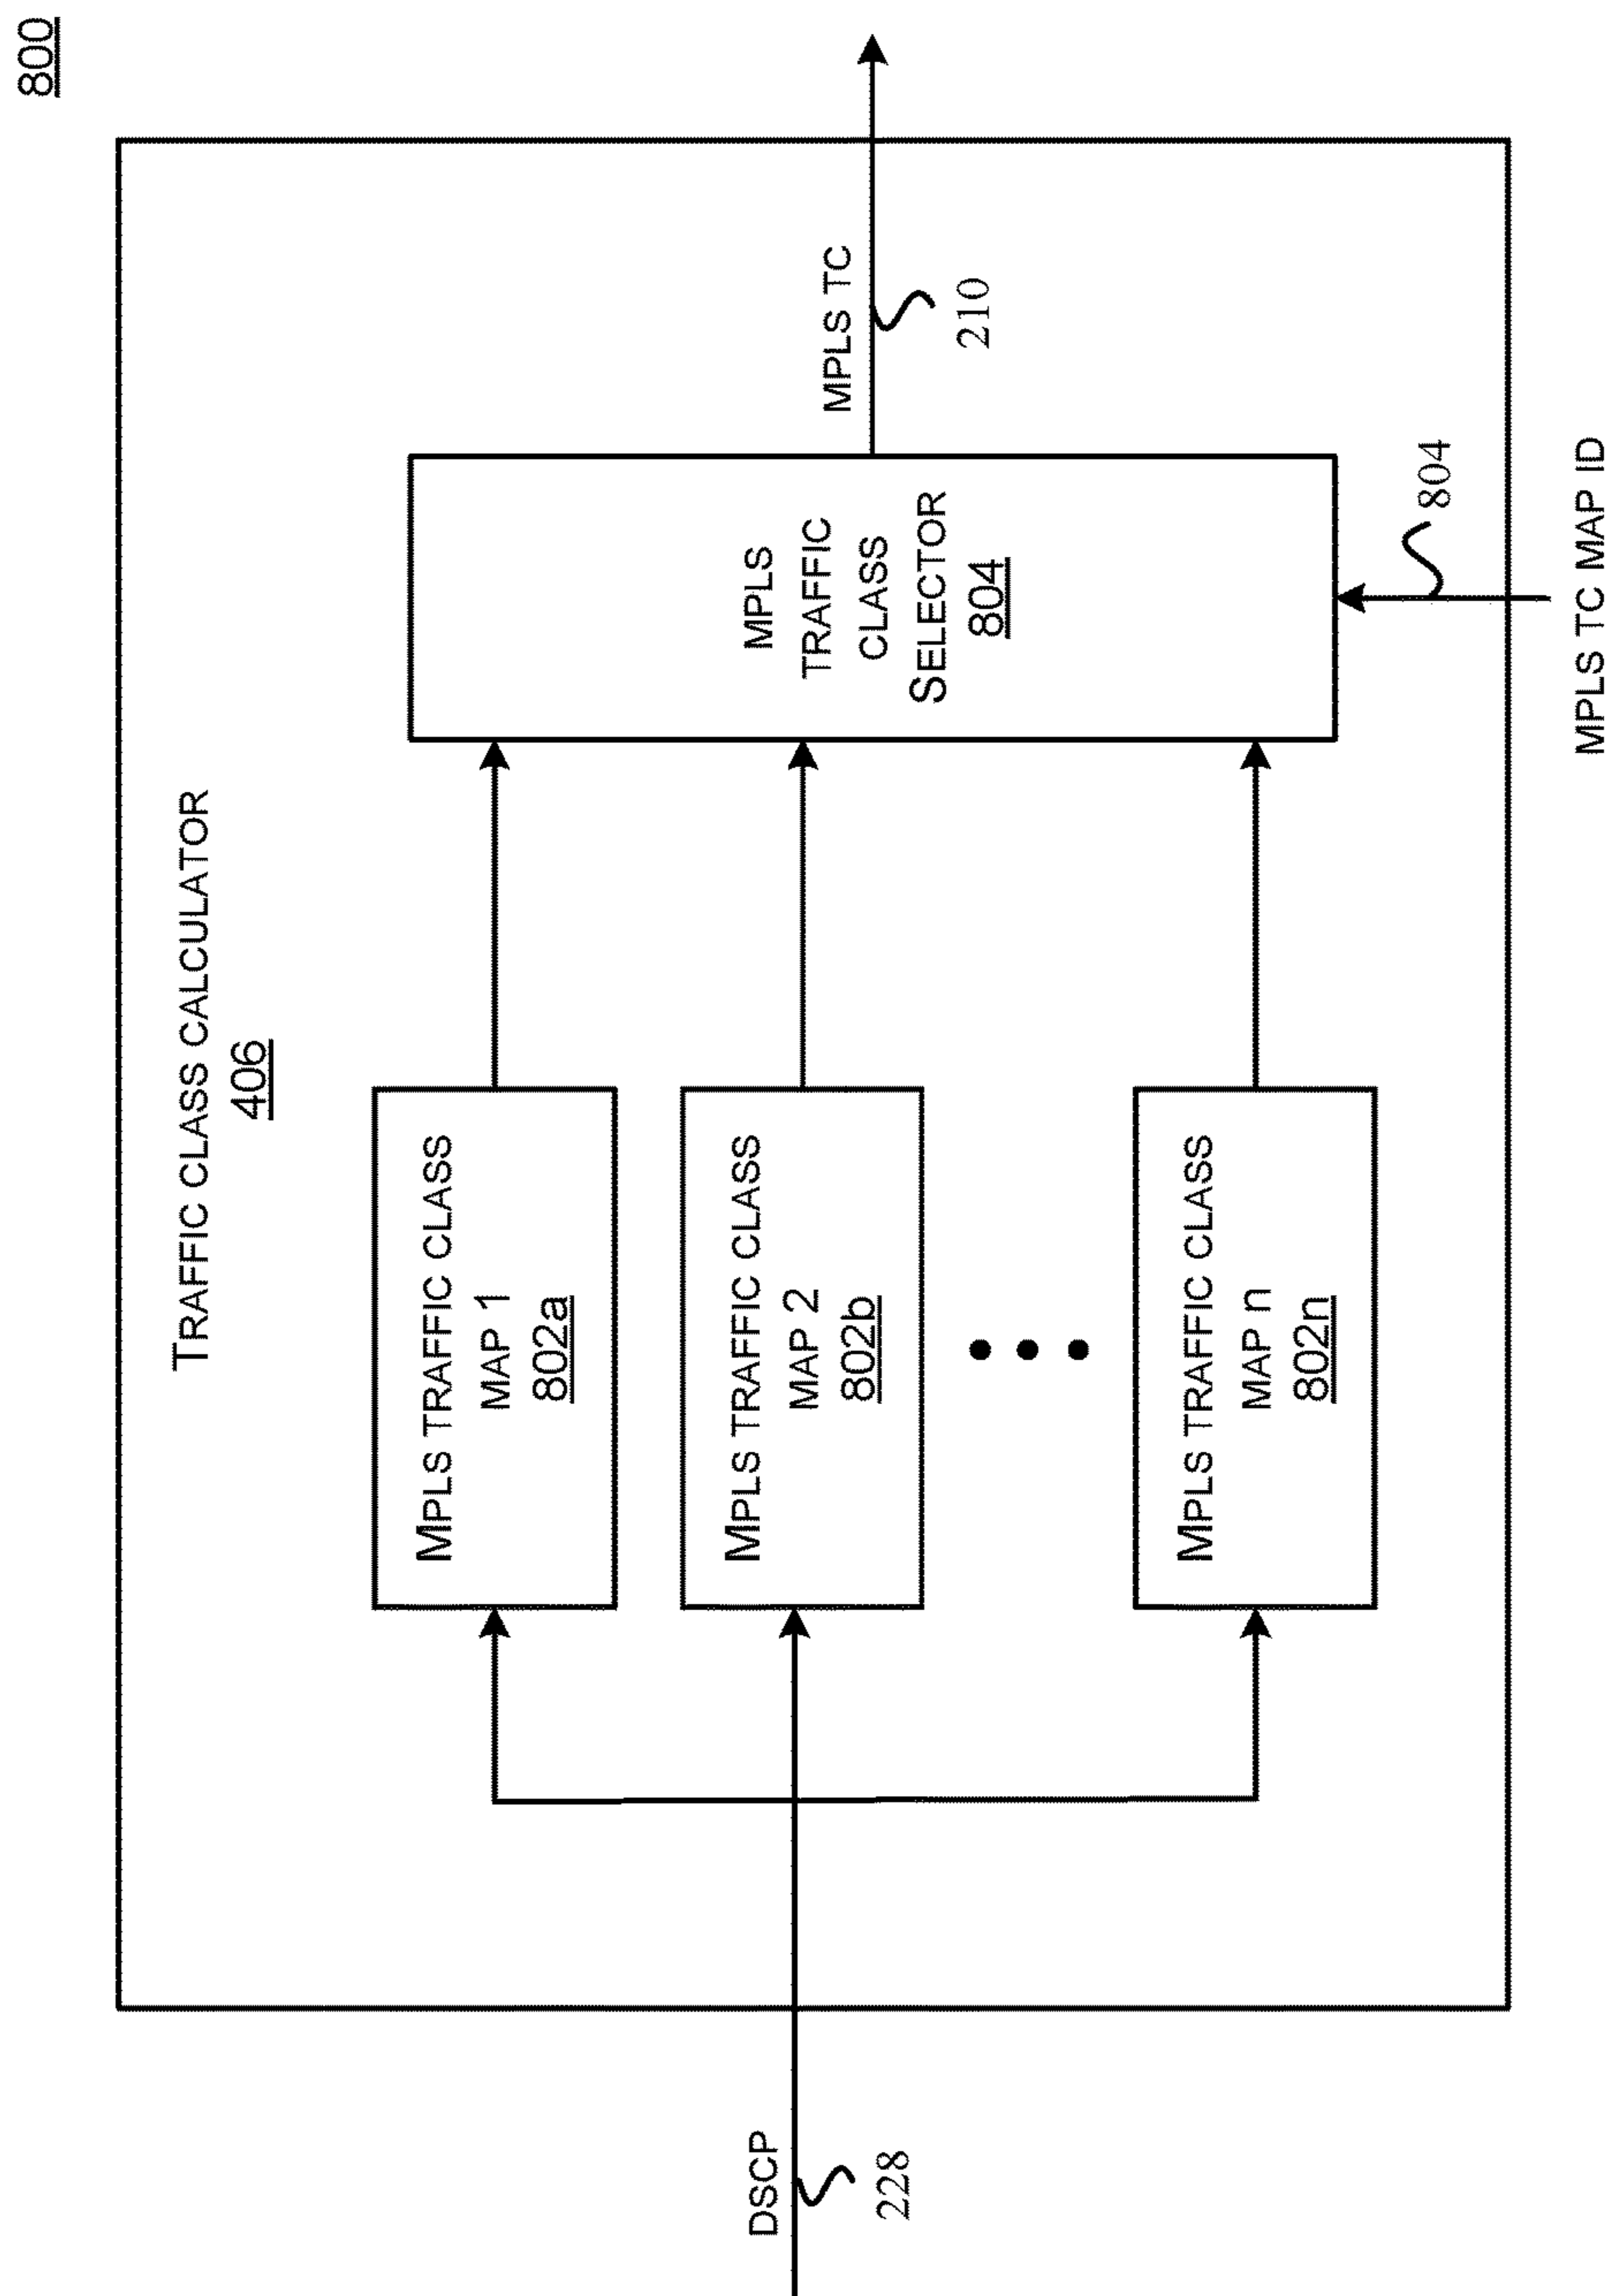 800
TRAFFIC CLASS CALCULATOR
406
MPLS TRAFFIC CLASS
MAP 1
802a
MPLS TRAFFIC CLASS
MAP 2
802b
MPLS TRAFFIC CLASS
MAP n
802n
DSCP
228
MPLS
TRAFFIC
CLASS
SELECTOR
804
MPLS TC
210
804
MPLS TC MAP ID